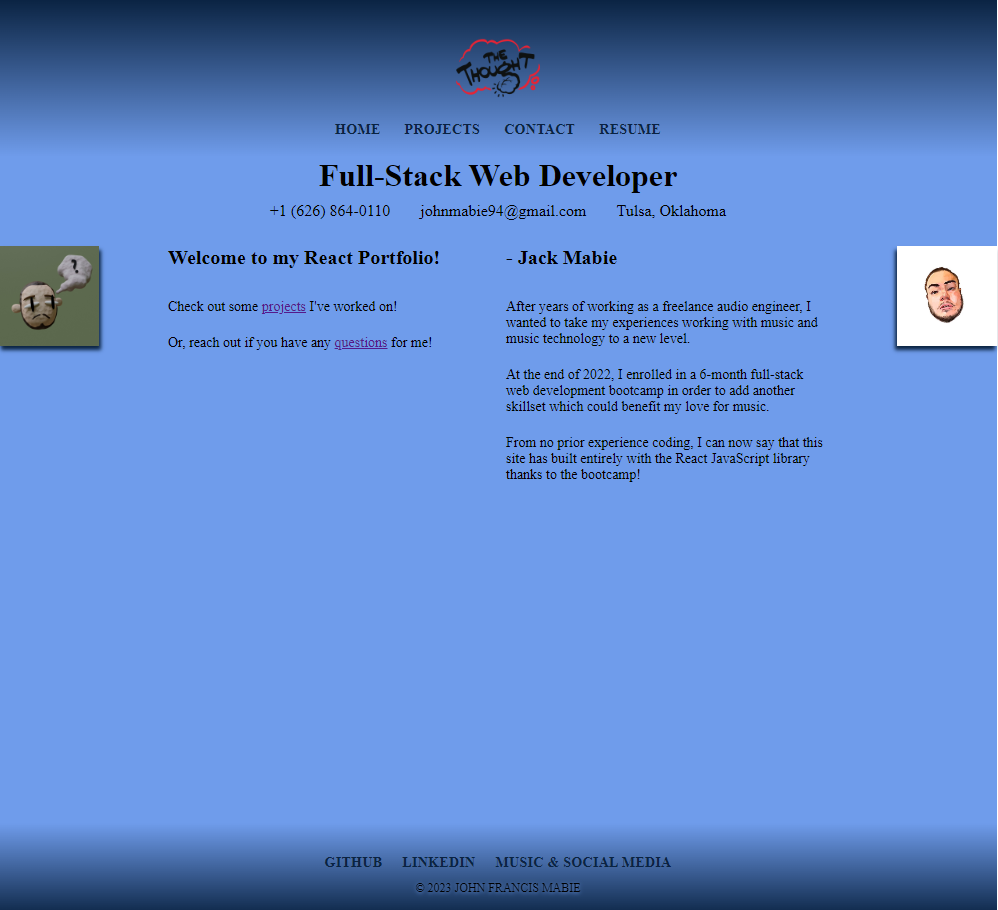 THE
THOUGHT
HOME PROJECTS CONTACT RESUME
Full-Stack Web Developer
+1 (626) 864-0110 johnmabie94@gmail.com Tulsa, Oklahoma
?
Welcome to my React Portfolio!
Check out some projects I've worked on!
Or, reach out if you have any questions for me!
- Jack Mabie
After years of working as a freelance audio engineer, I
wanted to take my experiences working with music and
music technology to a new level.
At the end of 2022, I enrolled in a 6-month full-stack
web development bootcamp in order to add another
skillset which could benefit my love for music.
From no prior experience coding, I can now say that this
site has built entirely with the React JavaScript library
thanks to the bootcamp!
GITHUB LINKEDIN MUSIC & SOCIAL MEDIA
© 2023 JOHN FRANCIS MABIE